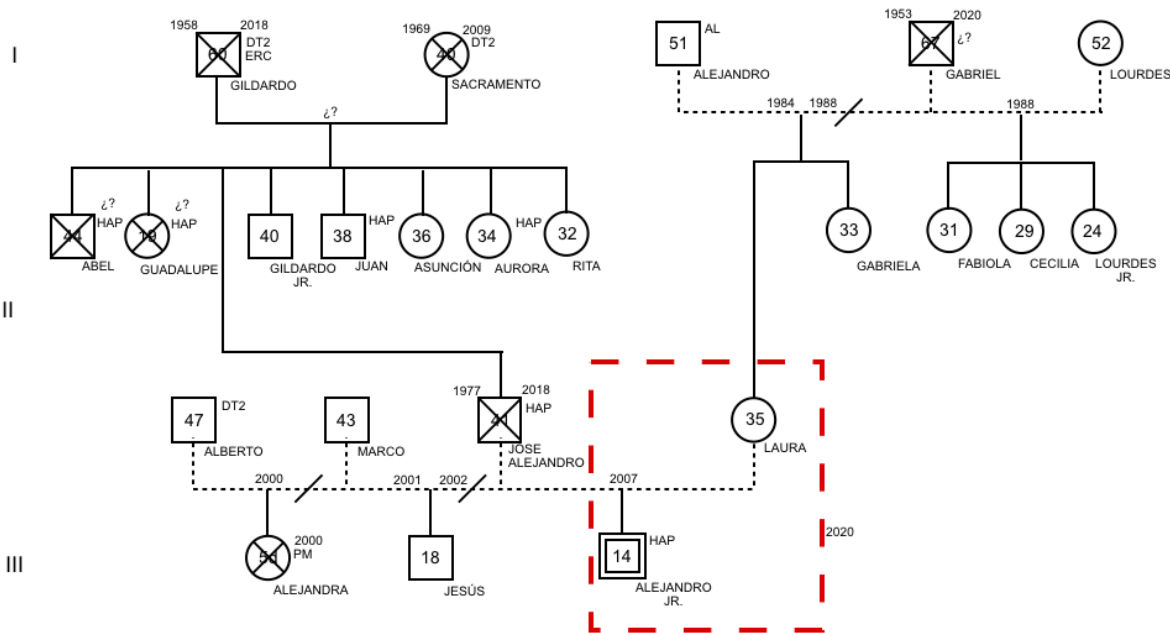 I
1958
2018
60
DT2
ERC
GILDARDO
1969
2009
40
DT2
SACRAMENTO
¿?
51
AL
ALEJANDRO
1953
2020
67
¿?
GABRIEL
52
LOURDES
1984
1988
1988
II
44
¿?
HAP
ABEL
19
¿?
HAP
GUADALUPE
40
GILDARDO
JR.
38
HAP
JUAN
36
ASUNCIÓN
34
HAP
AURORA
32
RITA
33
GABRIELA
31
FABIOLA
29
CECILIA
24
LOURDES
JR.
47
DT2
ALBERTO
43
MARCO
1977
2018
41
HAP
JOSE
ALEJANDRO
35
LAURA
2000
2001
2002
2007
III
2000
PM
ALEJANDRA
18
JESÚS
14
HAP
ALEJANDRO
JR.
2020